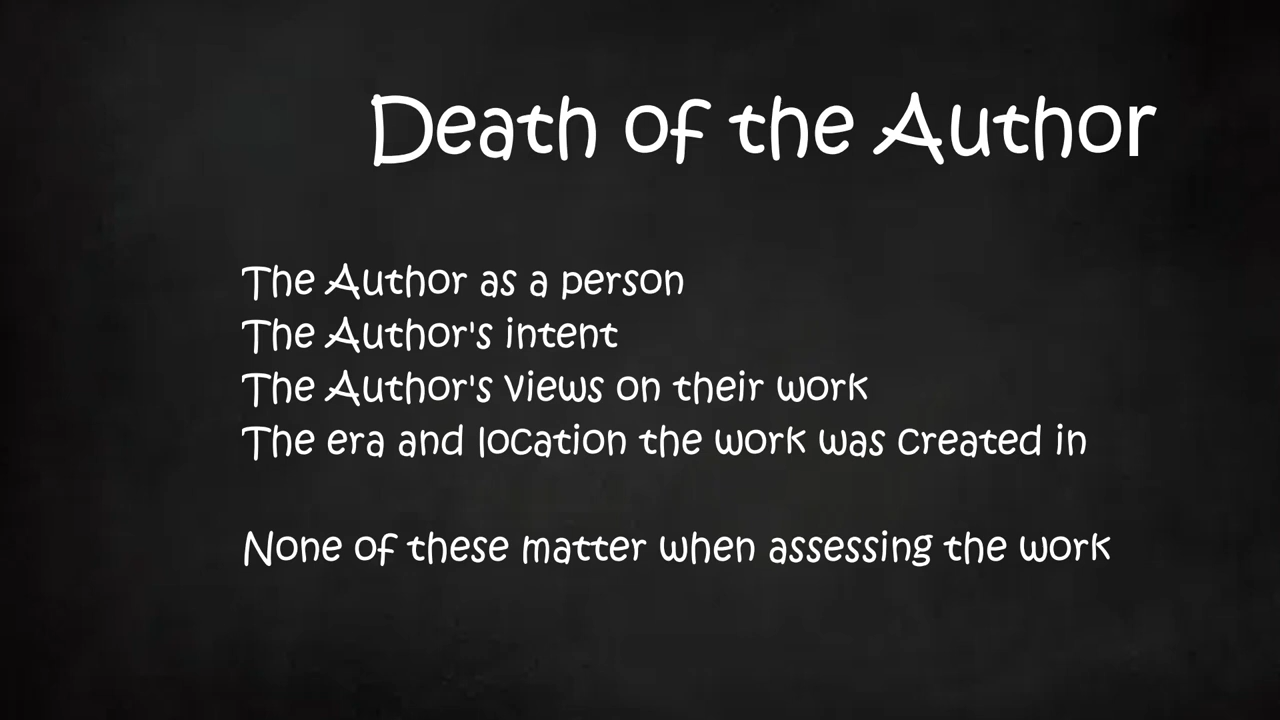 Death of the Author
The Author as a person
The Author's intent
The Author's views on their work
The era and location the work was created in
None of these matter when assessing the work